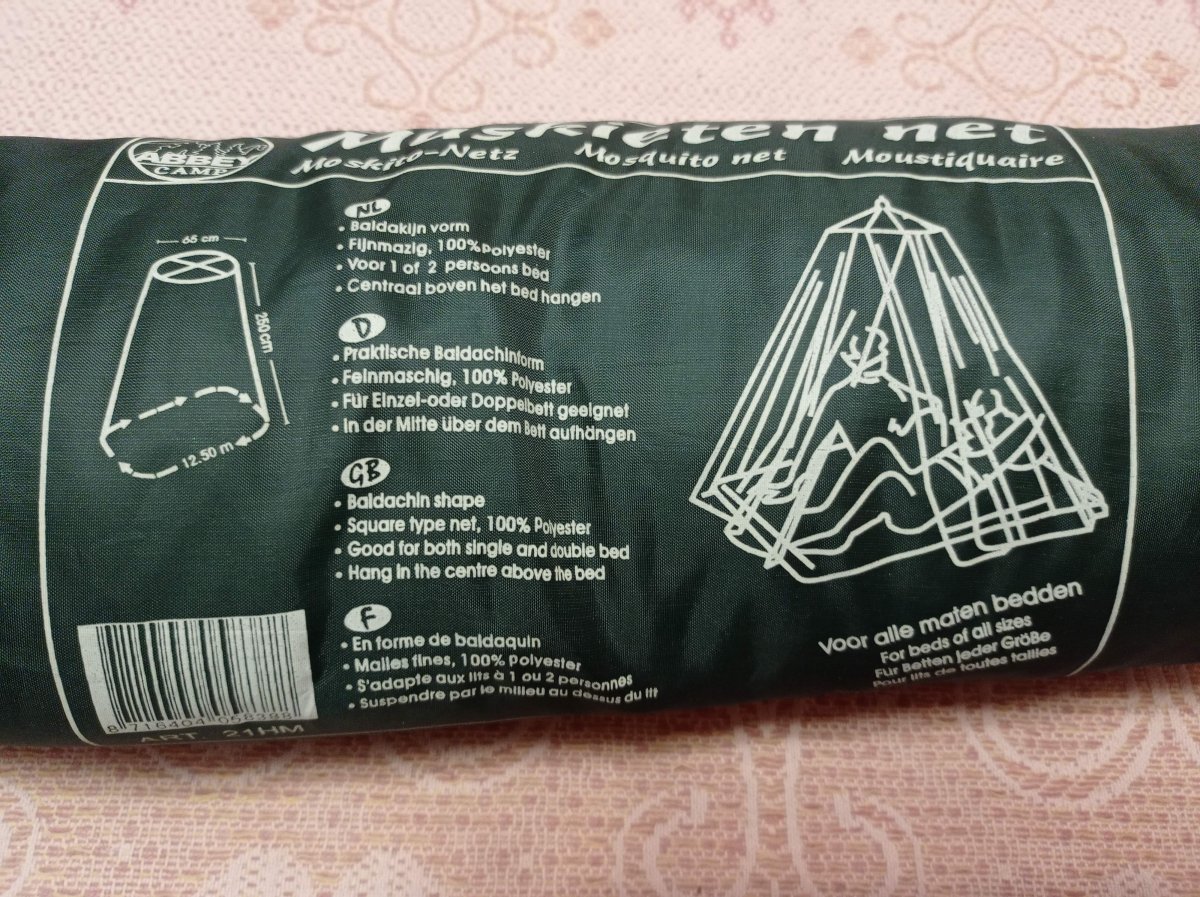 ABBEY
CAMP
Muskieten net
Moskito-Netz Mosquito net Moustiquaire
65 cm
250 cm
12.50 m
NL
• Baldakijn vorm
• Fijnmazig, 100% Polyester
• Voor 1 of 2 persoons bed
• Centraal boven het bed hangen
D
• Praktische Baldachinform
• Feinmaschig, 100% Polyester
• Für Einzel-oder Doppelbett geeignet
• In der Mitte über dem Bett aufhängen
GB
• Baldachin shape
• Square type net, 100% Polyester
• Good for both single and double bed
• Hang in the centre above the bed
F
• En forme de baldaquin
• Mailles fines, 100% Polyester
• S'adapte aux lits à 1 ou 2 personnes
• Suspendre par le milieu au dessus du lit
Voor alle maten bedden
For beds of all sizes
Für Betten jeder Größe
Pour lits de toutes tailles
8 716404
ART. 21HM